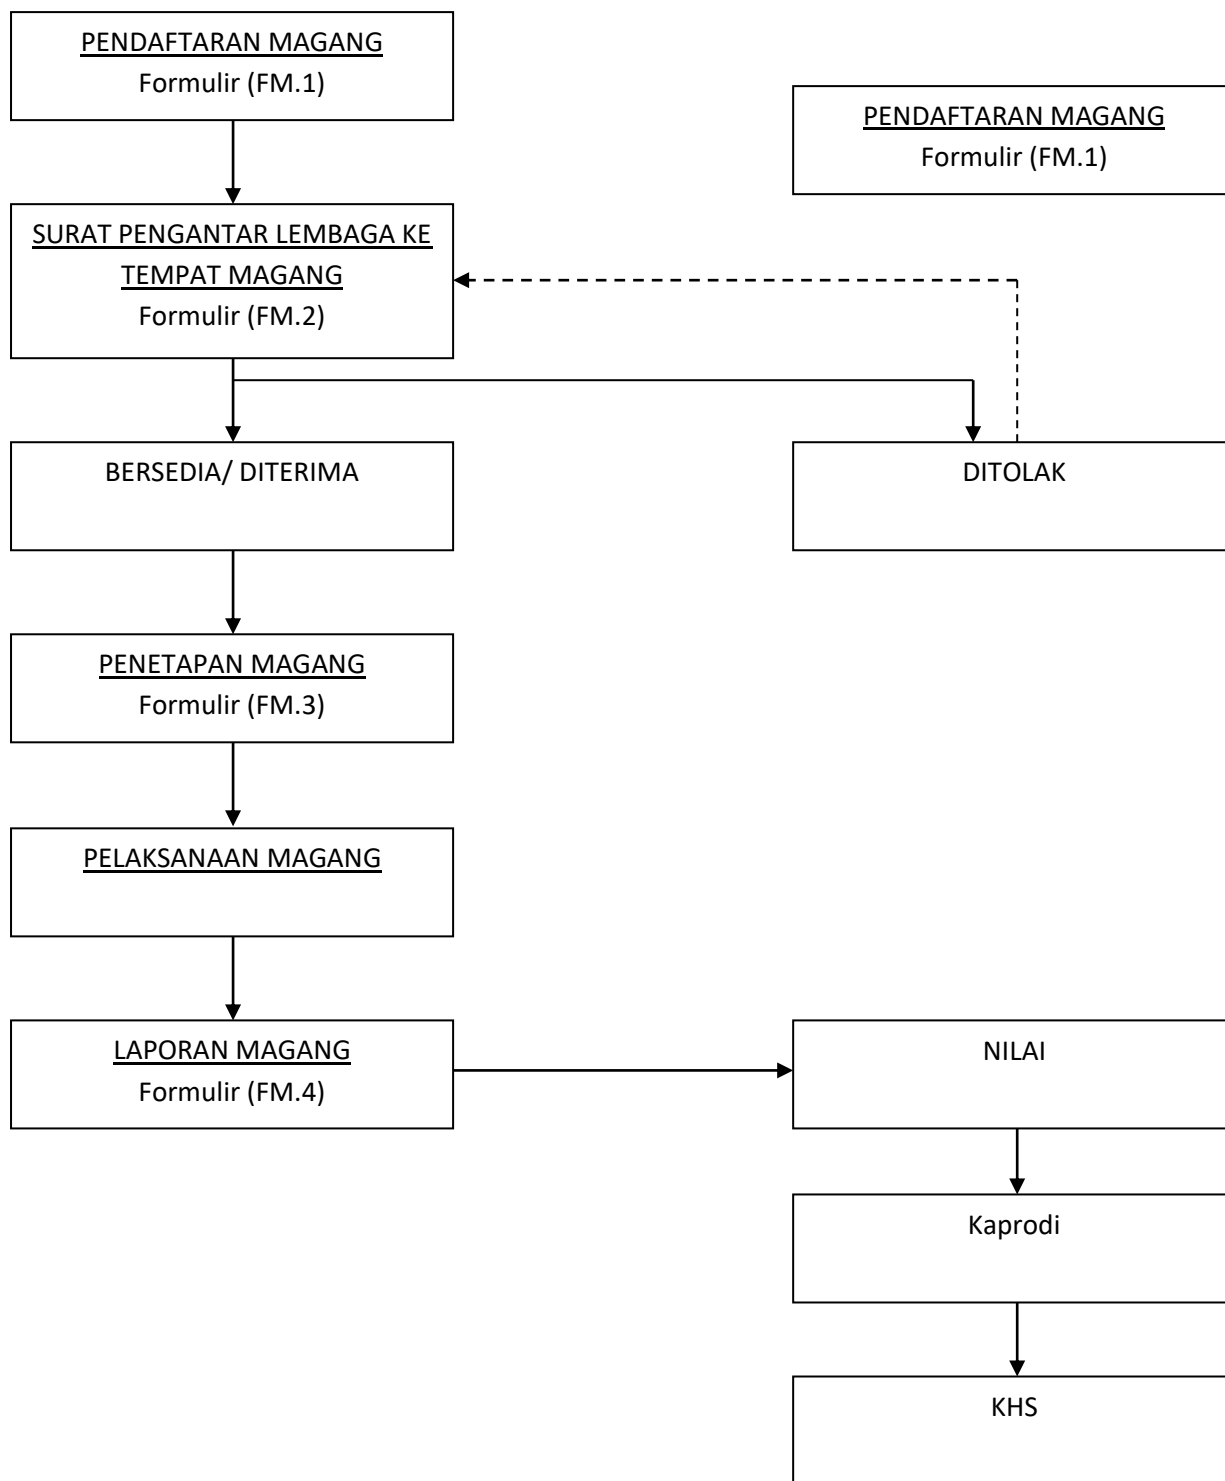 PENDAFTARAN MAGANG
Formulir (FM.1)
PENDAFTARAN MAGANG
Formulir (FM.1)
SURAT PENGANTAR LEMBAGA KE
TEMPAT MAGANG
Formulir (FM.2)
BERSEDIA/ DITERIMA
DITOLAK
PENETAPAN MAGANG
Formulir (FM.3)
PELAKSANAAN MAGANG
LAPORAN MAGANG
Formulir (FM.4)
NILAI
Kaprodi
KHS